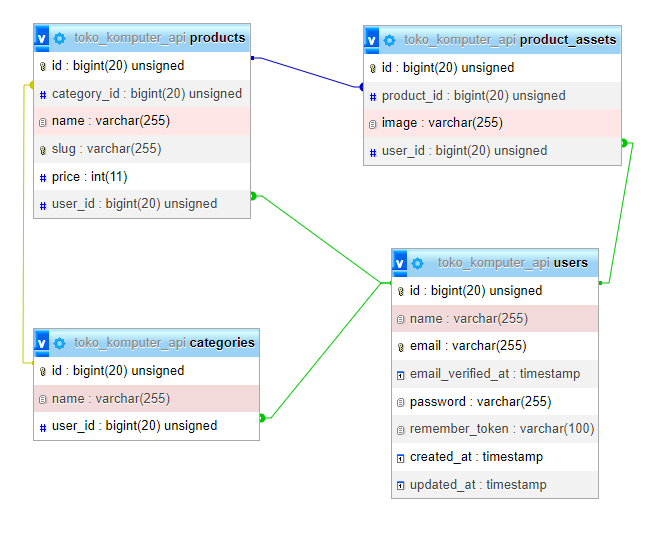 v toko_komputer_api products
id : bigint(20) unsigned
# category_id : bigint(20) unsigned
name : varchar(255)
slug : varchar(255)
# price : int(11)
# user_id : bigint(20) unsigned
v toko_komputer_api product_assets
id : bigint(20) unsigned
# product_id : bigint(20) unsigned
image : varchar(255)
# user_id : bigint(20) unsigned
v toko_komputer_api users
id : bigint(20) unsigned
name : varchar(255)
email : varchar(255)
email_verified_at : timestamp
password : varchar(255)
remember_token : varchar(100)
created_at : timestamp
updated_at : timestamp
v toko_komputer_api categories
id : bigint(20) unsigned
name : varchar(255)
# user_id : bigint(20) unsigned